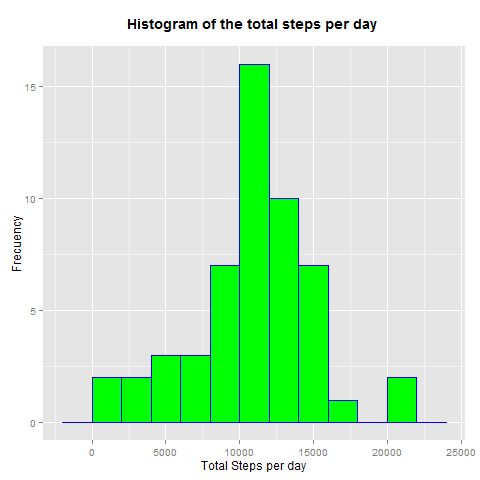 Histogram of the total steps per day
15
10
5
0
Frecuency
0 5000 10000 15000 20000 25000
Total Steps per day